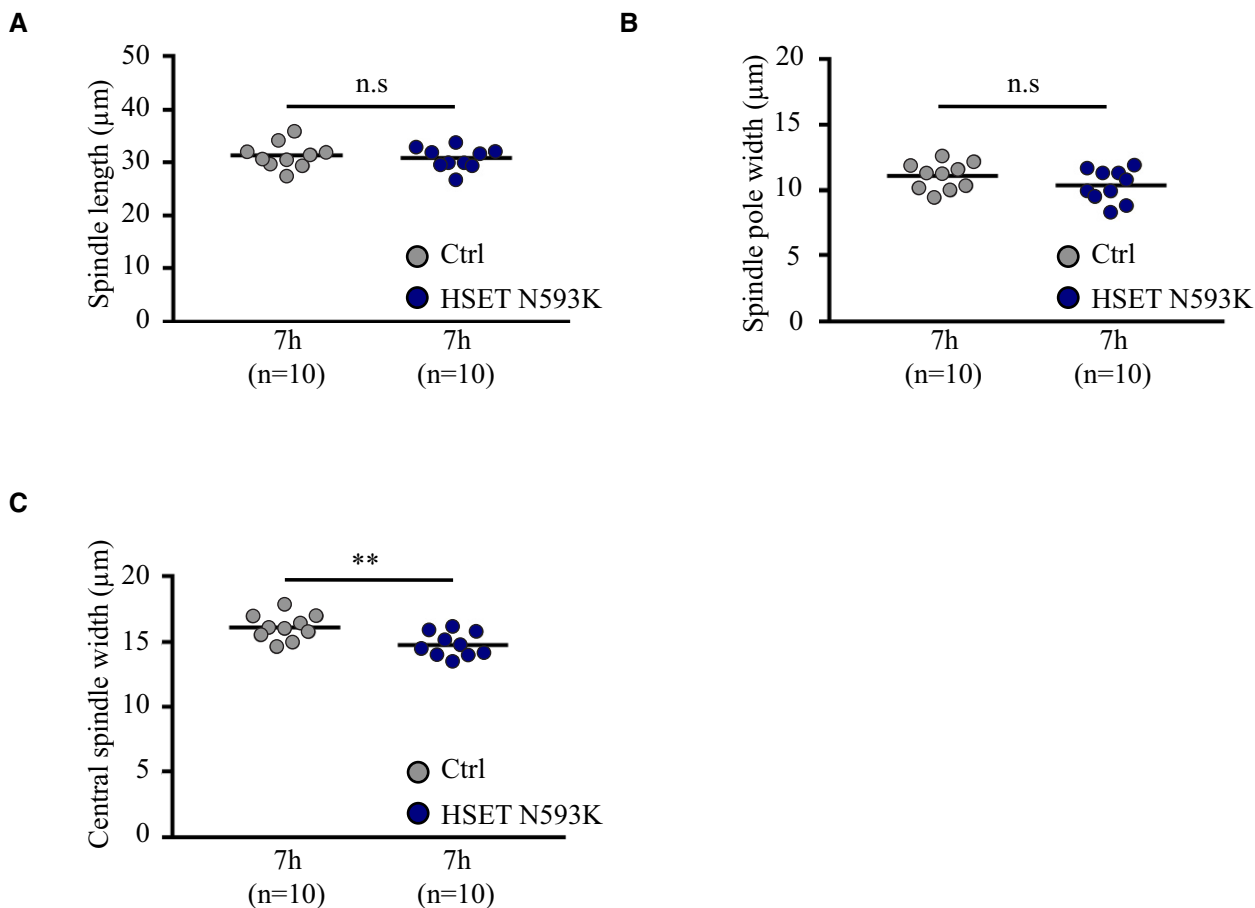 A
Spindle length (µm)
50
40
30
20
10
0
n.s
Ctrl
HSET N593K
7h
(n=10)
7h
(n=10)
B
Spindle pole width (µm)
20
15
10
5
0
n.s
Ctrl
HSET N593K
7h
(n=10)
7h
(n=10)
C
Central spindle width (µm)
20
15
10
5
0
**
Ctrl
HSET N593K
7h
(n=10)
7h
(n=10)